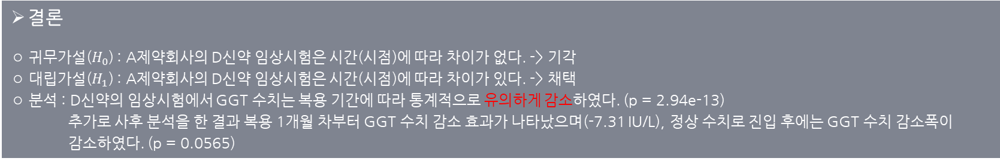 ➢ 결론
○ 귀무가설(H₀) : A제약회사의 D신약 임상시험은 시간(시점)에 따라 차이가 없다. -> 기각
○ 대립가설(H₁) : A제약회사의 D신약 임상시험은 시간(시점)에 따라 차이가 있다. -> 채택
○ 분석 : D신약의 임상시험에서 GGT 수치는 복용 기간에 따라 통계적으로 유의하게 감소하였다. (p = 2.94e-13)
추가로 사후 분석을 한 결과 복용 1개월 차부터 GGT 수치 감소 효과가 나타났으며(-7.31 IU/L), 정상 수치로 진입 후에는 GGT 수치 감소폭이
감소하였다. (p = 0.0565)